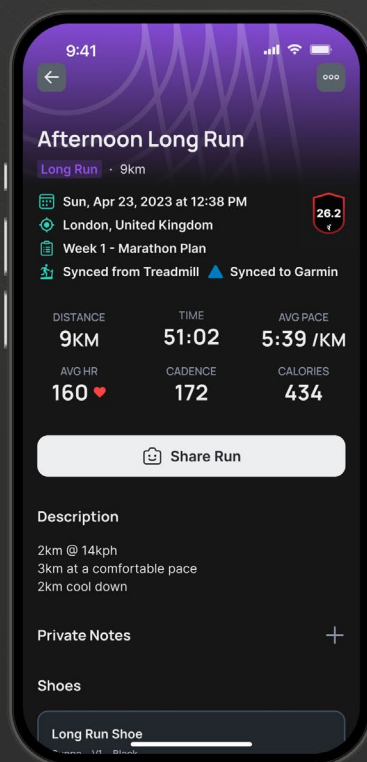 9:41
Afternoon Long Run
Long Run · 9km
Sun, Apr 23, 2023 at 12:38 PM
26.2
London, United Kingdom
Week 1 - Marathon Plan
Synced from Treadmill Synced to Garmin
DISTANCE TIME AVG PACE
9KM 51:02 5:39 /KM
AVG HR CADENCE CALORIES
160 172 434
Share Run
Description
2km @ 14kph
3km at a comfortable pace
2km cool down
Private Notes
Shoes
Long Run Shoe